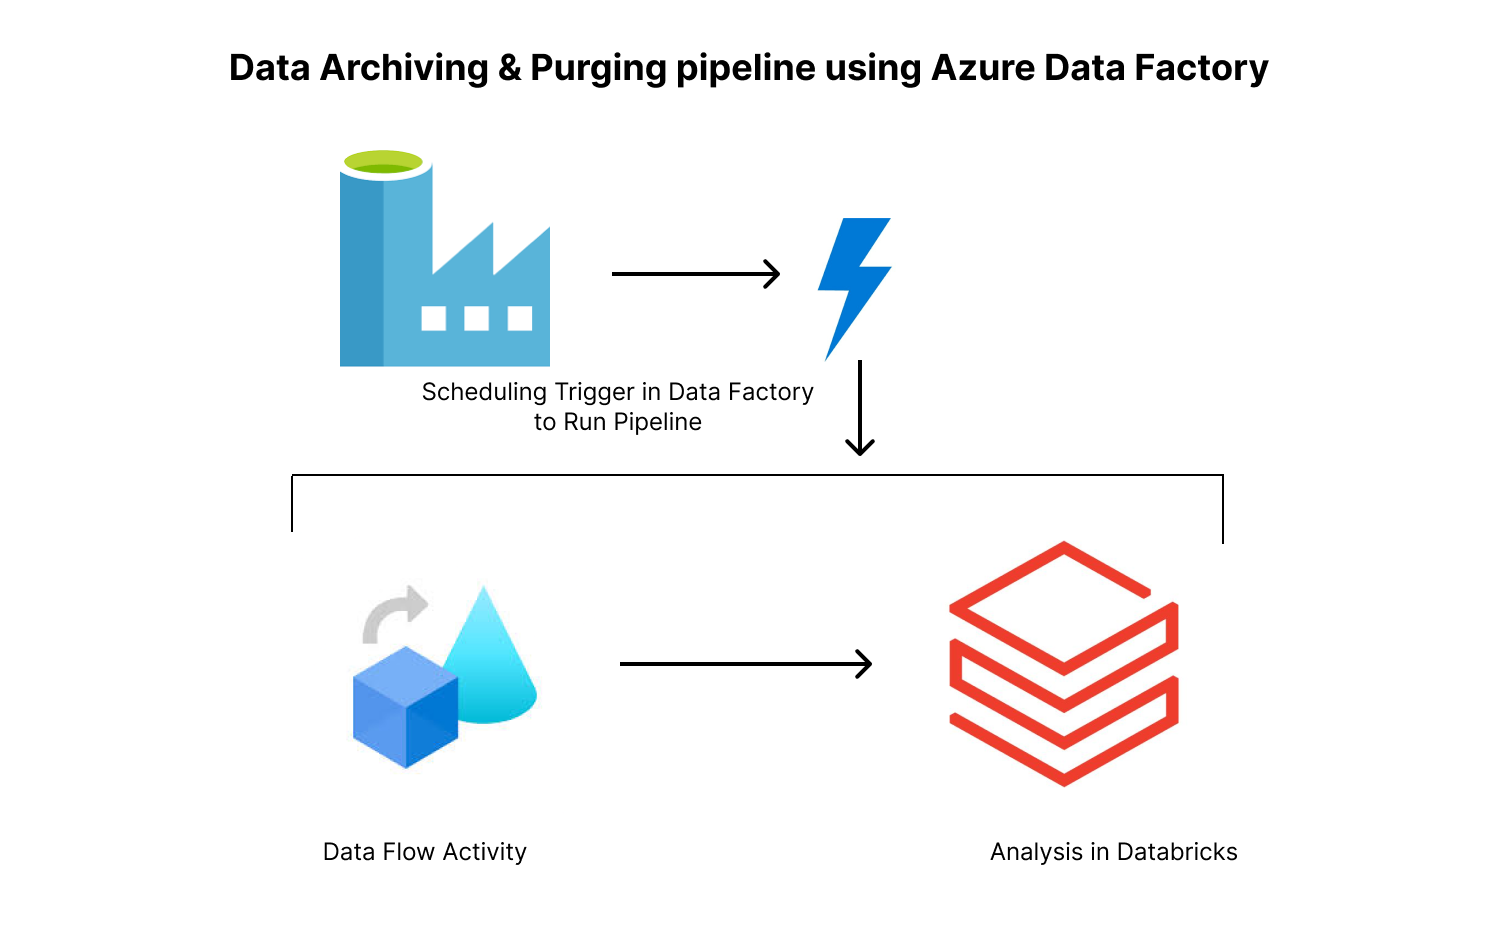 Data Archiving & Purging pipeline using Azure Data Factory
Scheduling Trigger in Data Factory
to Run Pipeline
Data Flow Activity
Analysis in Databricks